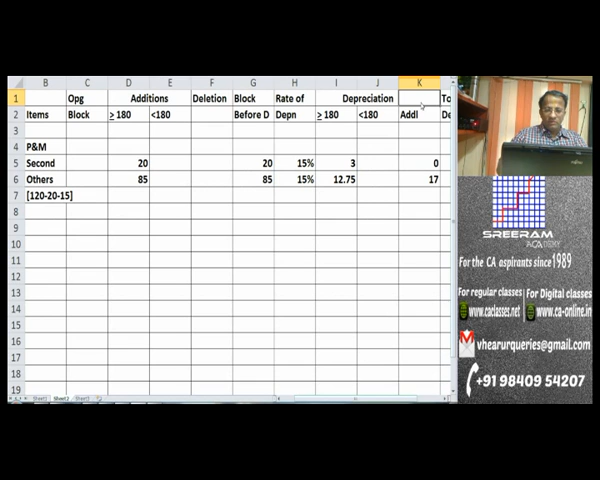 B C D E F G H I J K
1 Opg Additions Deletion Block Rate of Depreciation To
2 Items Block ≥ 180 <180 Before D Depn ≥ 180 <180 Addl De
3
4 P&M
5 Second 20 20 15% 3 0
6 Others 85 85 15% 12.75 17
7 [120-20-15]
8
9
10
11
12
13
14
15
16
17
18
19
Sheet1 Sheet2 Sheet3
SREERAM
ACADEMY
For the CA aspirants since 1989
For regular classes For Digital classes
www.caclasses.net www.ca-online.in
vhearurqueries@gmail.com
+91 98409 54207